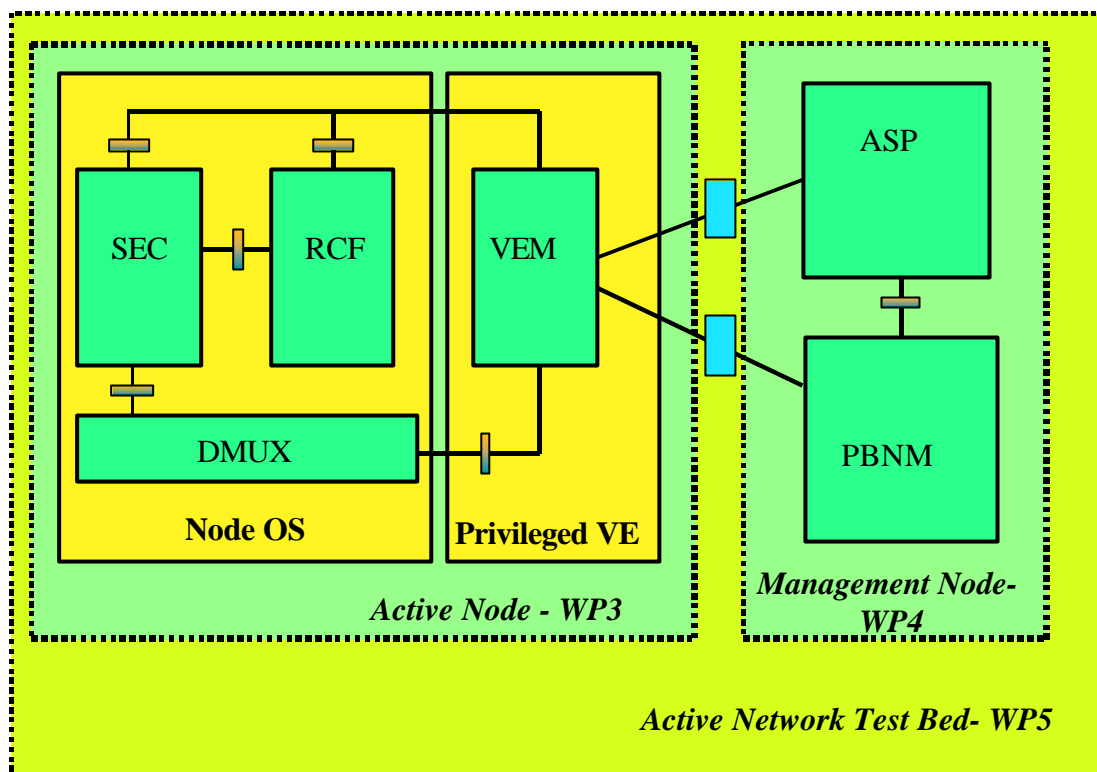 ASP
SEC
RCF
VEM
DMUX
PBNM
Node OS
Privileged VE
Active Node - WP3
Management Node-
WP4
Active Network Test Bed- WP5